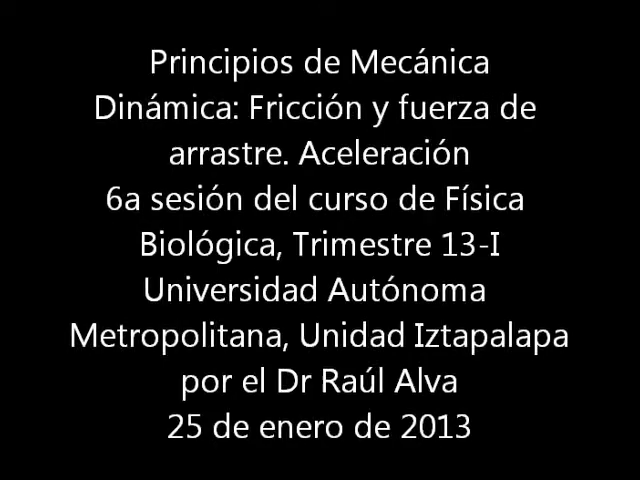 Principios de Mecánica
Dinámica: Fricción y fuerza de
arrastre. Aceleración
6a sesión del curso de Física
Biológica, Trimestre 13-I
Universidad Autónoma
Metropolitana, Unidad Iztapalapa
por el Dr Raúl Alva
25 de enero de 2013